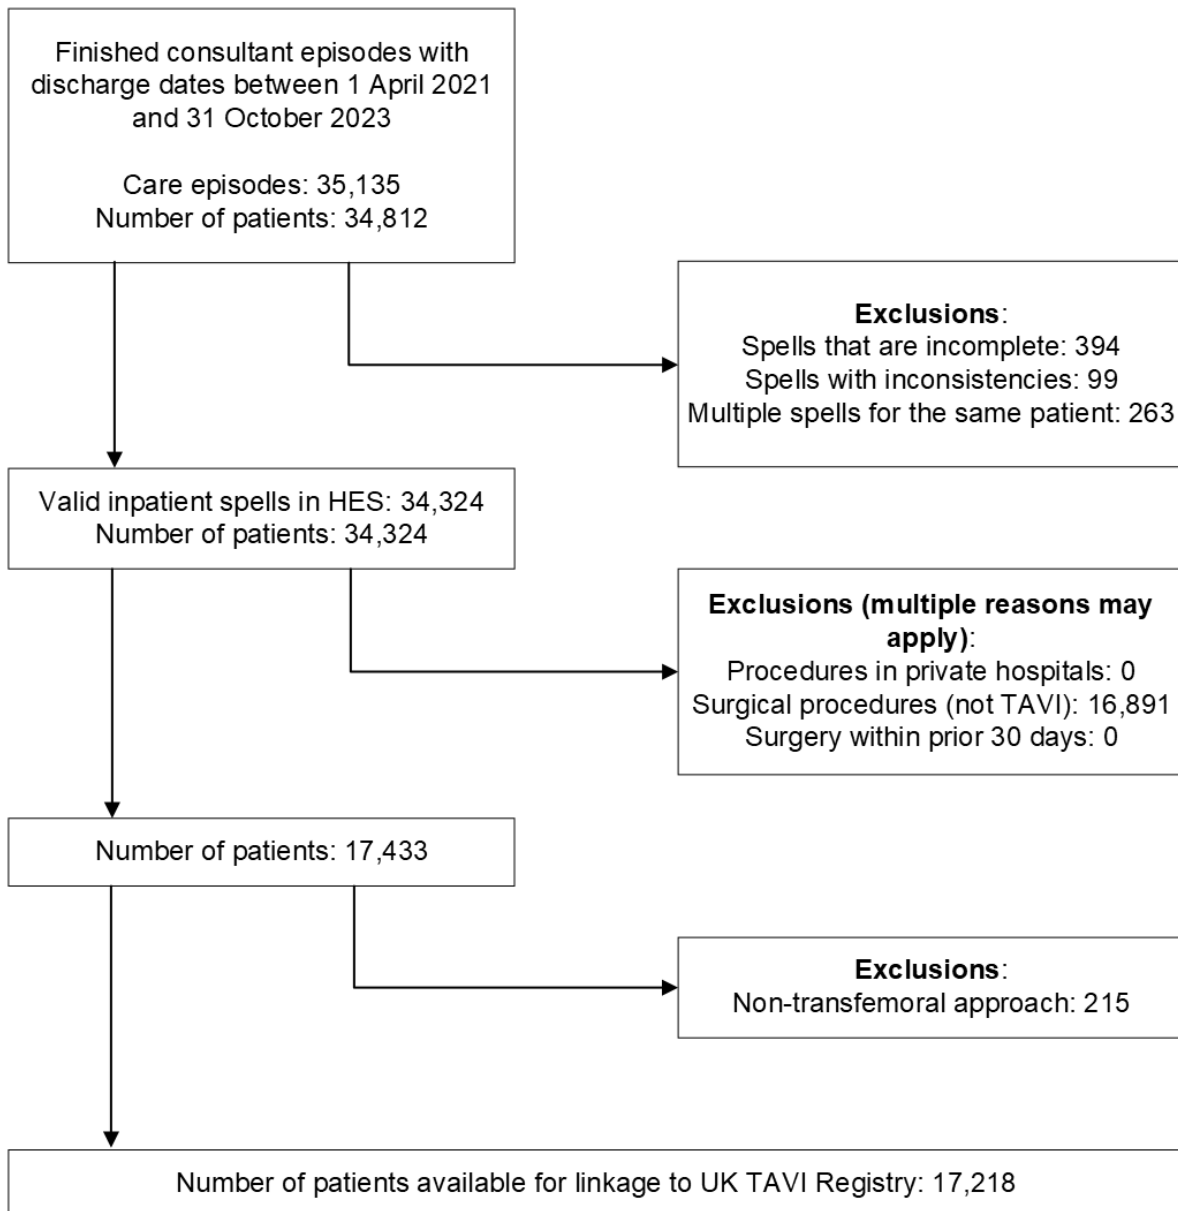 Finished consultant episodes with
discharge dates between 1 April 2021
and 31 October 2023
Care episodes: 35,135
Number of patients: 34,812
Exclusions:
Spells that are incomplete: 394
Spells with inconsistencies: 99
Multiple spells for the same patient: 263
Valid inpatient spells in HES: 34,324
Number of patients: 34,324
Exclusions (multiple reasons may
apply):
Procedures in private hospitals: 0
Surgical procedures (not TAVI): 16,891
Surgery within prior 30 days: 0
Number of patients: 17,433
Exclusions:
Non-transfemoral approach: 215
Number of patients available for linkage to UK TAVI Registry: 17,218